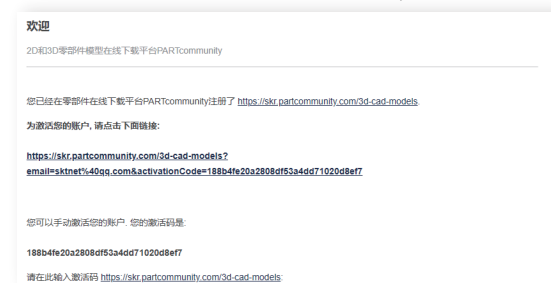 欢迎
2D和3D零部件模型在线下载平台PARTcommunity
您已经在零部件在线下载平台PARTcommunity注册了 https://skr.partcommunity.com/3d-cad-models.
为激活您的账户, 请点击下面链接:
https://skr.partcommunity.com/3d-cad-models?
email=sktnet%40qq.com&activationCode=188b4fe20a2808df53a4dd71020d8ef7
您可以手动激活您的账户. 您的激活码是:
188b4fe20a2808df53a4dd71020d8ef7
请在此输入激活码 https://skr.partcommunity.com/3d-cad-models: